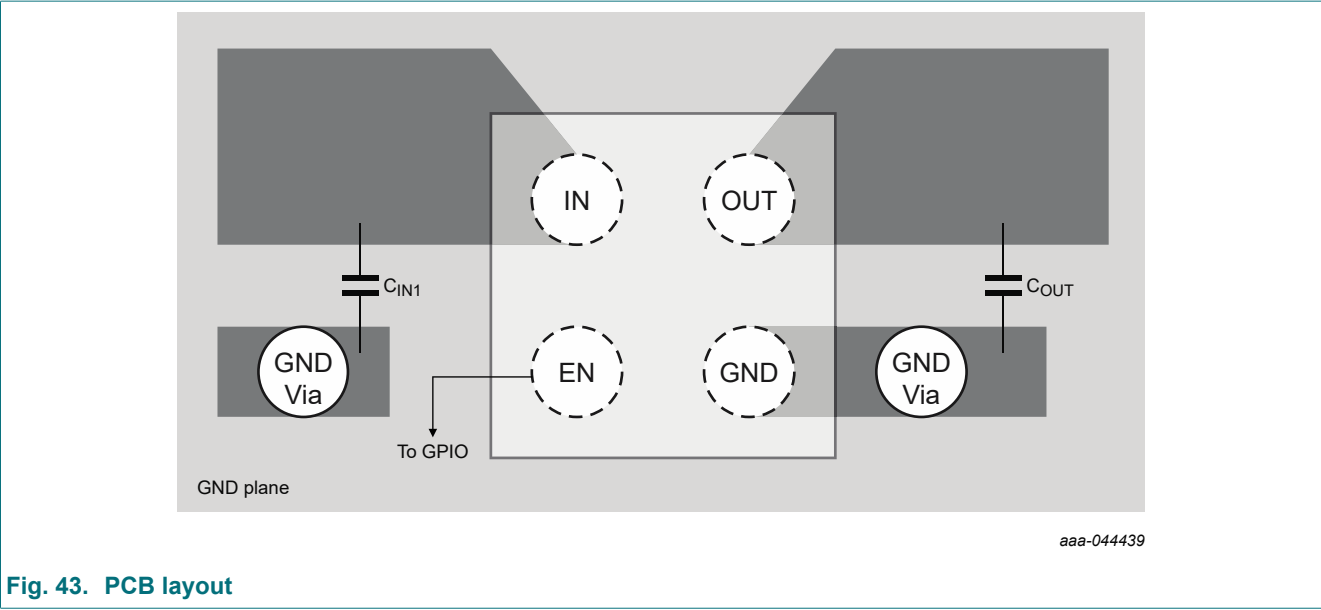 IN
OUT
CIN1
COUT
GND
Via
EN
GND
GND
Via
To GPIO
GND plane
aaa-044439
Fig. 43. PCB layout